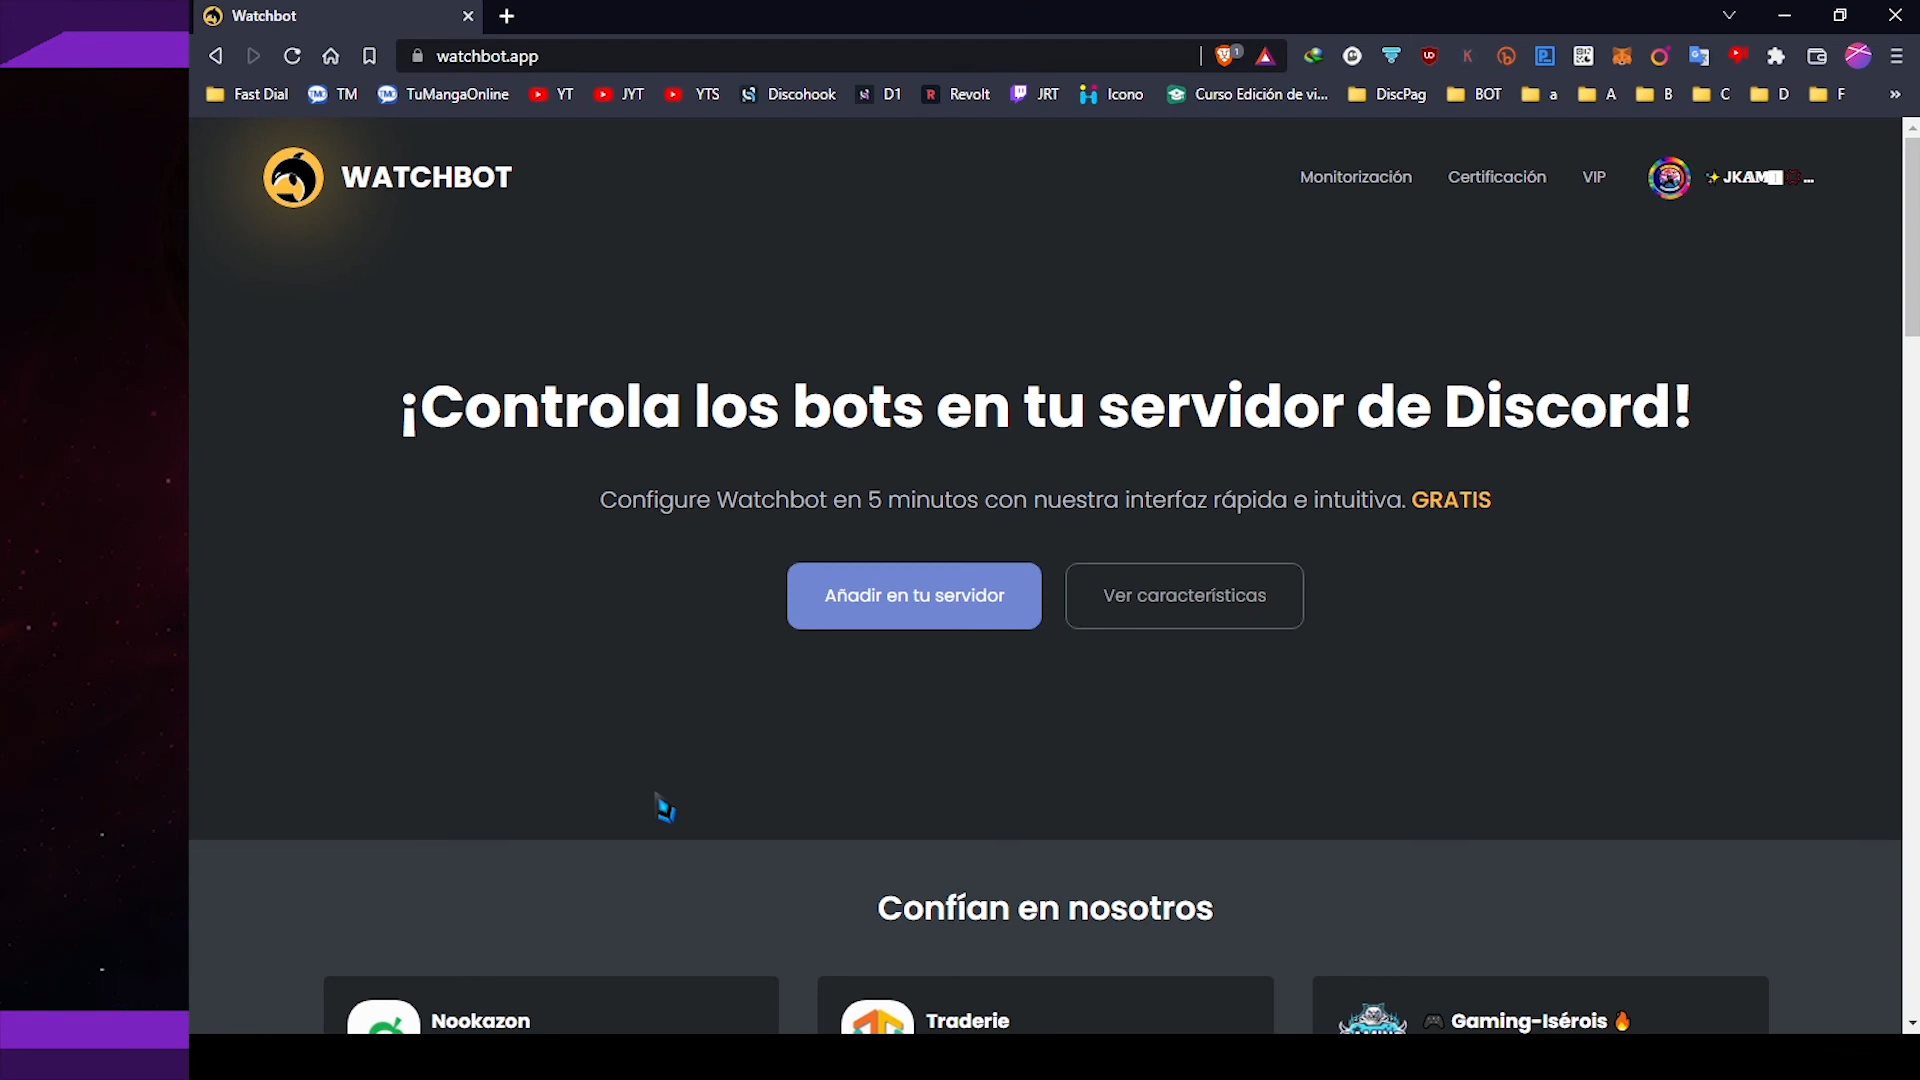 Watchbot
watchbot.app
1
Fast Dial TM TuMangaOnline YT JYT YTS Discohook D1 Revolt JRT Icono Curso Edición de vi... DiscPag BOT a A B C D F »
WATCHBOT
Monitorización Certificación VIP ✨JKAM...
¡Controla los bots en tu servidor de Discord!
Configure Watchbot en 5 minutos con nuestra interfaz rápida e intuitiva. GRATIS
Añadir en tu servidor Ver características
Confían en nosotros
Nookazon Traderie 🎮 Gaming-Isérois 🔥